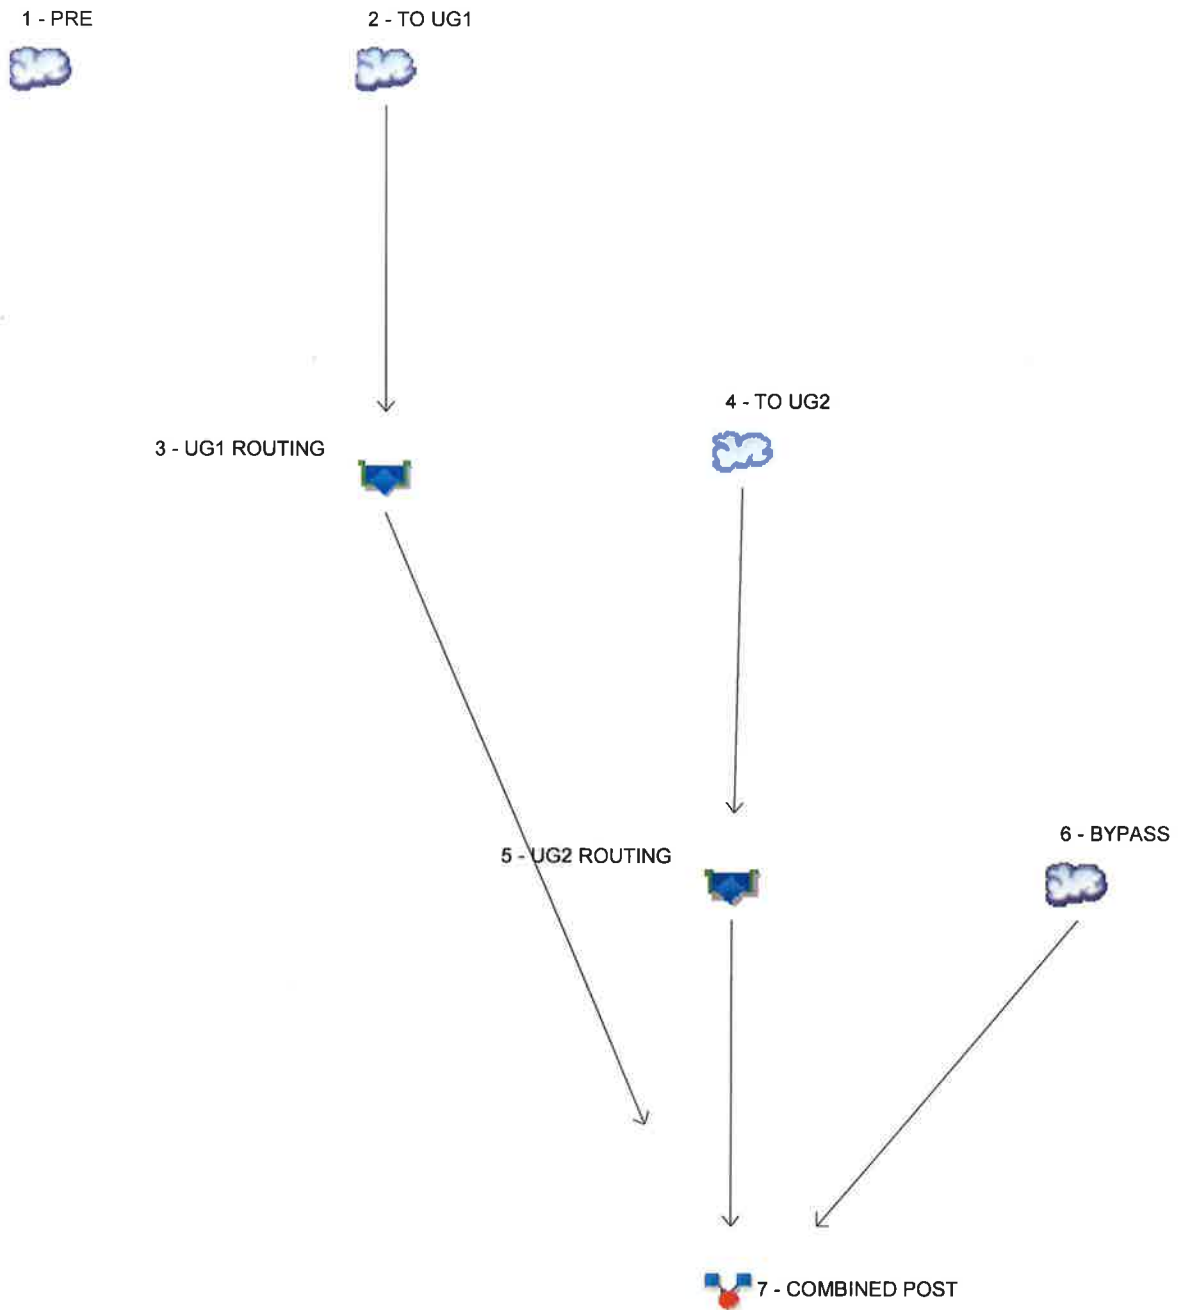 1 - PRE
2 - TO UG1
3 - UG1 ROUTING
4 - TO UG2
5 - UG2 ROUTING
6 - BYPASS
7 - COMBINED POST